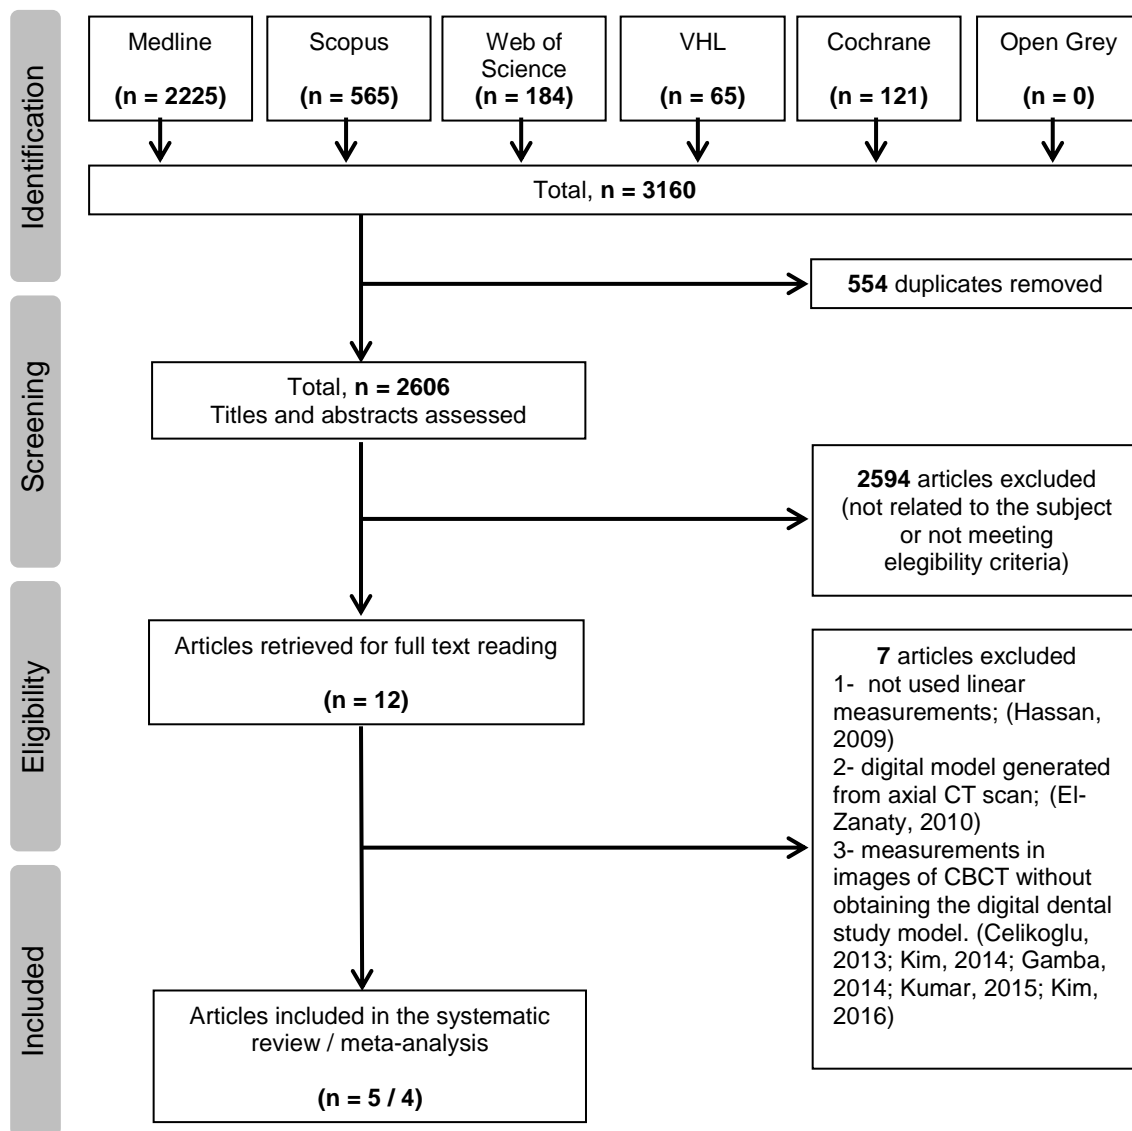 Identification
Medline
(n = 2225)
Scopus
(n = 565)
Web of
Science
(n = 184)
VHL
(n = 65)
Cochrane
(n = 121)
Open Grey
(n = 0)
Total, n = 3160
554 duplicates removed
Screening
Total, n = 2606
Titles and abstracts assessed
2594 articles excluded
(not related to the subject
or not meeting
elegibility criteria)
Eligibility
Articles retrieved for full text reading
(n = 12)
7 articles excluded
1- not used linear
measurements; (Hassan,
2009)
2- digital model generated
from axial CT scan; (El-
Zanaty, 2010)
3- measurements in
images of CBCT without
obtaining the digital dental
study model. (Celikoglu,
2013; Kim, 2014; Gamba,
2014; Kumar, 2015; Kim,
2016)
Included
Articles included in the systematic
review / meta-analysis
(n = 5 / 4)